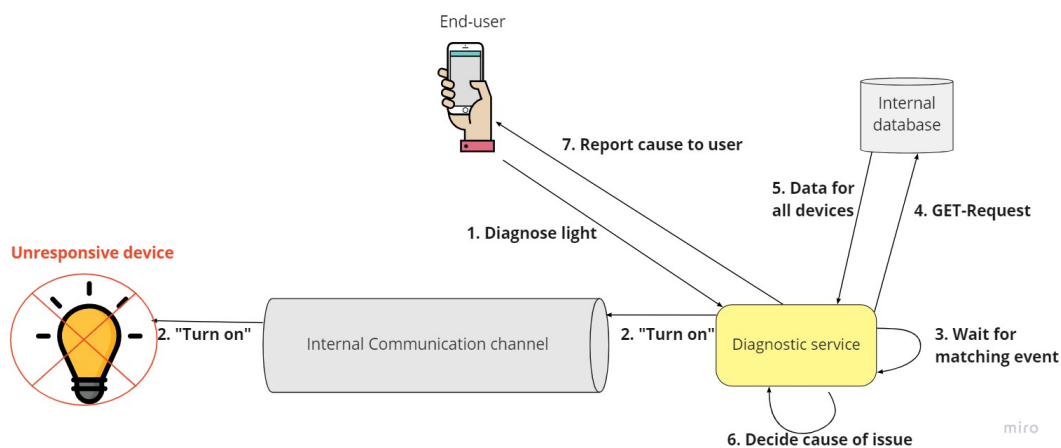 End-user
Internal
database
7. Report cause to user
5. Data for
all devices
4. GET-Request
1. Diagnose light
Unresponsive device
2. "Turn on"
Internal Communication channel
2. "Turn on"
Diagnostic service
3. Wait for
matching event
6. Decide cause of issue
miro